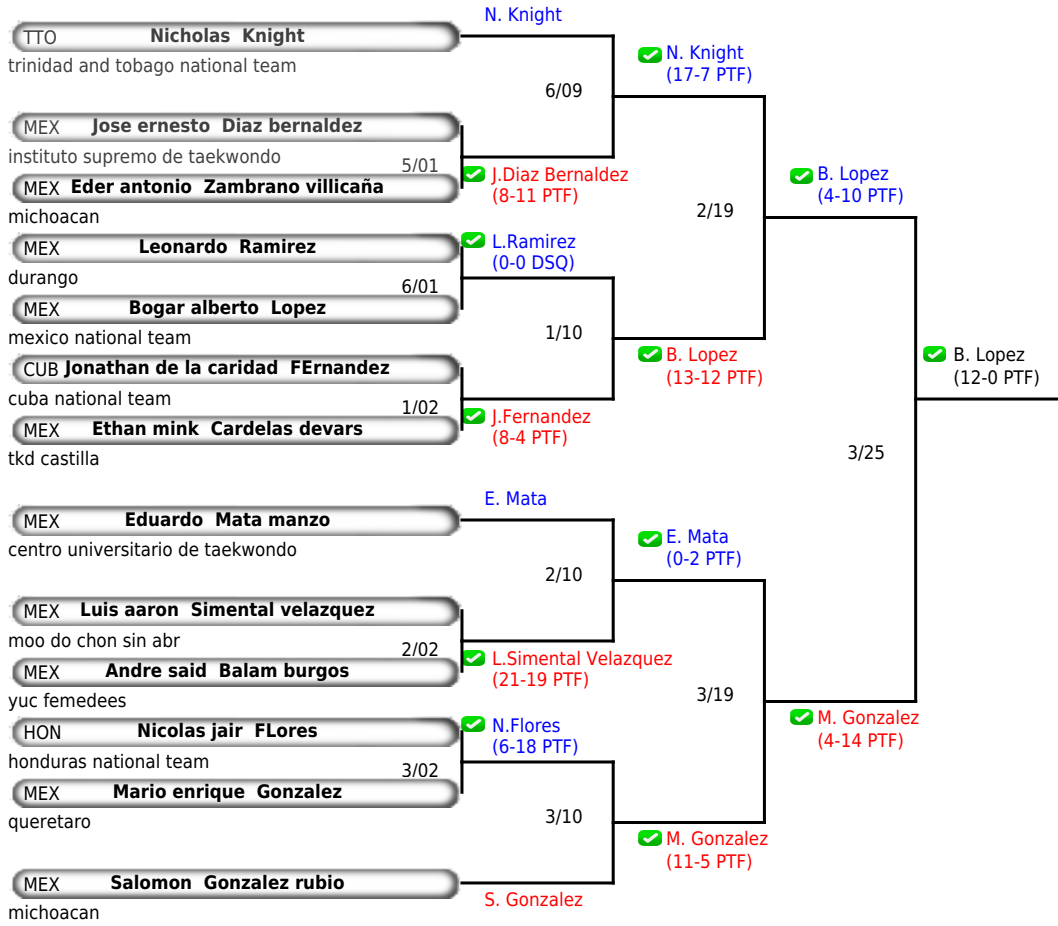 N. Knight
TTO Nicholas Knight
trinidad and tobago national team
N. Knight
(17-7 PTF)
6/09
MEX Jose ernesto Diaz bernaldez
instituto supremo de taekwondo
5/01
J.Diaz Bernaldez
(8-11 PTF)
MEX Eder antonio Zambrano villicaña
michoacan
B. Lopez
(4-10 PTF)
2/19
MEX Leonardo Ramirez
durango
L.Ramirez
(0-0 DSQ)
6/01
MEX Bogar alberto Lopez
mexico national team
1/10
B. Lopez
(13-12 PTF)
B. Lopez
(12-0 PTF)
CUB Jonathan de la caridad FErnandez
cuba national team
1/02
J.Fernandez
(8-4 PTF)
MEX Ethan mink Cardelas devars
tkd castilla
3/25
E. Mata
MEX Eduardo Mata manzo
centro universitario de taekwondo
E. Mata
(0-2 PTF)
2/10
MEX Luis aaron Simental velazquez
moo do chon sin abr
2/02
L.Simental Velazquez
(21-19 PTF)
MEX Andre said Balam burgos
yuc femedees
3/19
M. Gonzalez
(4-14 PTF)
HON Nicolas jair FLores
honduras national team
N.Flores
(6-18 PTF)
3/02
MEX Mario enrique Gonzalez
queretaro
3/10
M. Gonzalez
(11-5 PTF)
MEX Salomon Gonzalez rubio
michoacan
S. Gonzalez